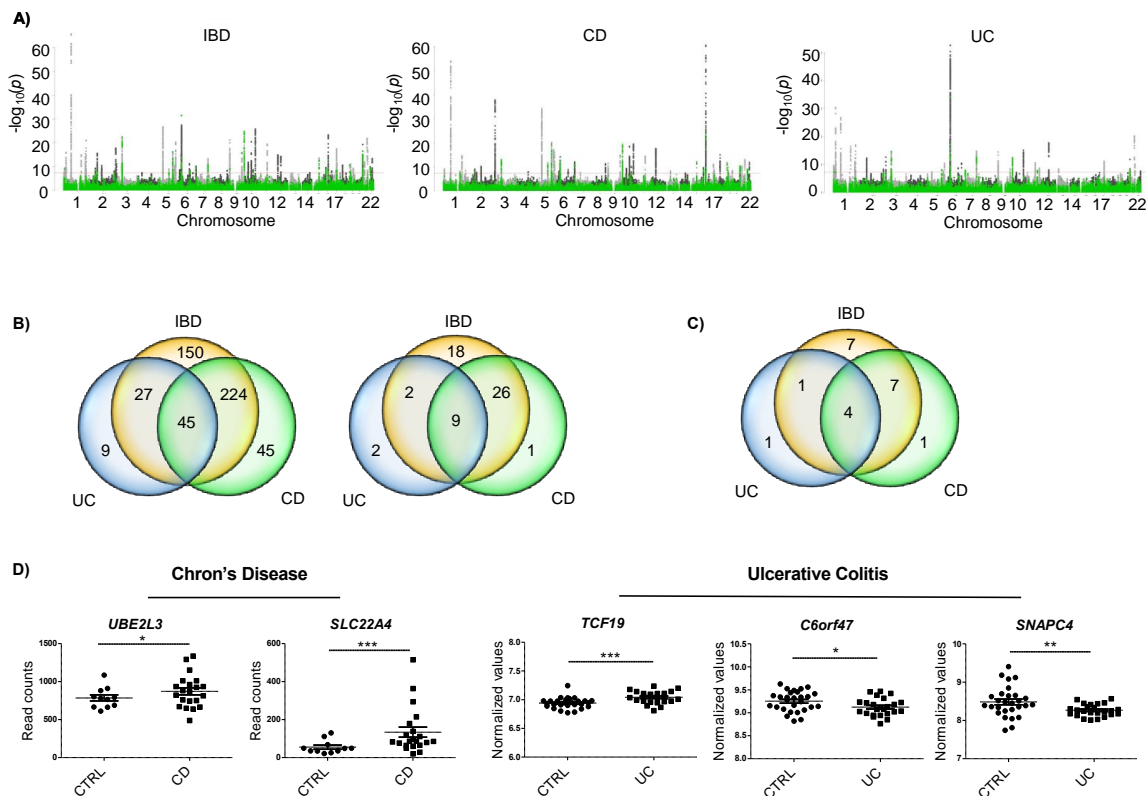 A)
IBD
CD
UC
-log10(p)
60
50
40
30
20
10
0
1 2 3 4 5 6 7 8 9 10 12 14 17 22
Chromosome
-log10(p)
60
50
40
30
20
10
0
1 2 3 4 5 6 7 8 9 10 12 14 17 22
Chromosome
-log10(p)
50
40
30
20
10
0
1 2 3 4 5 6 7 8 9 10 12 14 17 22
Chromosome
B)
IBD
150
27
224
45
9
45
UC
CD
IBD
18
2
26
9
2
1
UC
CD
C)
IBD
7
1
7
4
1
1
UC
CD
D)
Chron's Disease
Ulcerative Colitis
UBE2L3
*
Read counts
1500
1000
500
0
CTRL
CD
SLC22A4
***
Read counts
600
400
200
0
CTRL
CD
TCF19
***
Normalized values
8.0
7.5
7.0
6.5
6.0
CTRL
UC
C6orf47
*
Normalized values
10.5
10.0
9.5
9.0
8.5
8.0
CTRL
UC
SNAPC4
**
Normalized values
10
9
8
7
CTRL
UC